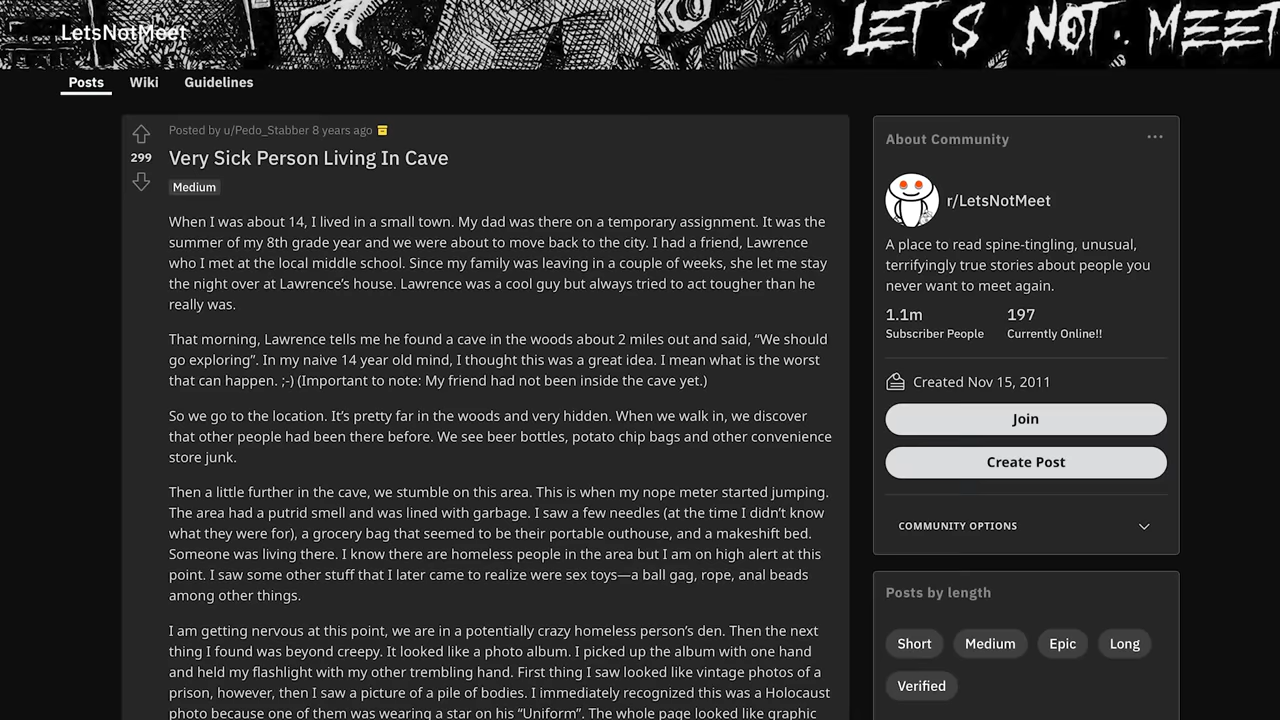 LetsNotMeet
LET'S NOT MEET
Posts Wiki Guidelines
Posted by u/Pedo_Stabber 8 years ago
299
Very Sick Person Living In Cave
Medium
When I was about 14, I lived in a small town. My dad was there on a temporary assignment. It was the
summer of my 8th grade year and we were about to move back to the city. I had a friend, Lawrence
who I met at the local middle school. Since my family was leaving in a couple of weeks, she let me stay
the night over at Lawrence’s house. Lawrence was a cool guy but always tried to act tougher than he
really was.
That morning, Lawrence tells me he found a cave in the woods about 2 miles out and said, “We should
go exploring”. In my naive 14 year old mind, I thought this was a great idea. I mean what is the worst
that can happen. ;-) (Important to note: My friend had not been inside the cave yet.)
So we go to the location. It’s pretty far in the woods and very hidden. When we walk in, we discover
that other people had been there before. We see beer bottles, potato chip bags and other convenience
store junk.
Then a little further in the cave, we stumble on this area. This is when my nope meter started jumping.
The area had a putrid smell and was lined with garbage. I saw a few needles (at the time I didn’t know
what they were for), a grocery bag that seemed to be their portable outhouse, and a makeshift bed.
Someone was living there. I know there are homeless people in the area but I am on high alert at this
point. I saw some other stuff that I later came to realize were sex toys—a ball gag, rope, anal beads
among other things.
I am getting nervous at this point, we are in a potentially crazy homeless person’s den. Then the next
thing I found was beyond creepy. It looked like a photo album. I picked up the album with one hand
and held my flashlight with my other trembling hand. First thing I saw looked like vintage photos of a
prison, however, then I saw a picture of a pile of bodies. I immediately recognized this was a Holocaust
photo because one of them was wearing a star on his “Uniform”. The whole page looked like graphic
About Community
r/LetsNotMeet
A place to read spine-tingling, unusual,
terrifyingly true stories about people you
never want to meet again.
1.1m 197
Subscriber People Currently Online!!
Created Nov 15, 2011
Join
Create Post
COMMUNITY OPTIONS
Posts by length
Short Medium Epic Long
Verified